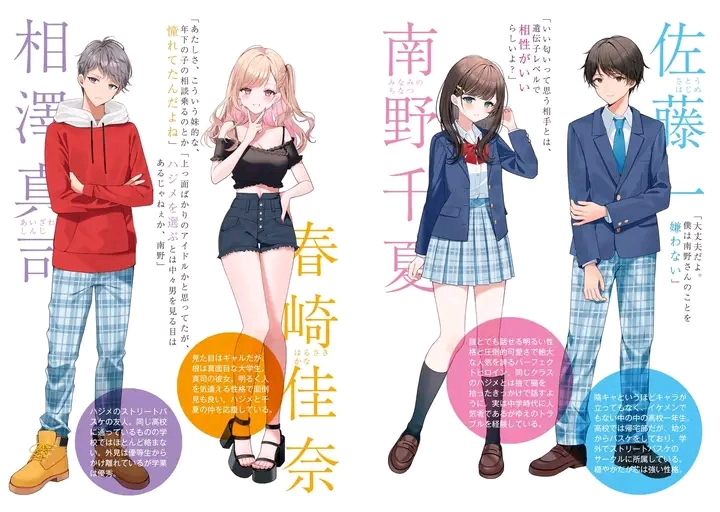 佐藤一
さとう
はじめ
「大丈夫だよ。
僕は南野さんのことを
嫌わない」
陰キャというほどキャラが
立ってもなく、イケメンで
もない中の中の高校一年生。
高校では帰宅部だが、幼少
からバスケをしており、学
外でストリートバスケの
サークルに所属している。
穏やかだが芯は強い性格。
南野千夏
みなみの
ちなつ
「いい匂いって思う相手とは、
遺伝子レベルで
相性がいい
らしいよ?」
誰とでも話せる明るい性
格と圧倒的可愛さで絶大
な人気を誇るパーフェク
トヒロイン。同じクラス
のハジメとは捨て猫を
拾ったきっかけで話すよ
うに。実は中学時代に人
気者であるがゆえのトラ
ブルを経験している。
春崎佳奈
はるさき
かな
「あたしさ、こういう妹的な、
年下の子の相談乗るのとか
憧れてたんだよね」
見た目はギャルだが、
根は真面目な大学生。
真司の彼女。明るく人
を気遣える性格で面倒
見も良い。ハジメと千
夏の仲を応援している。
相澤真司
あいざわ
しんじ
「上っ面ばかりのアイドルかと思ってたが、
ハジメを選ぶとは中々男を見る目は
あるじゃねぇか、南野」
ハジメのストリートバ
スケの友人。同じ高校
に通っているものの学
校ではほとんど絡まな
い。外見は優等生から
かけ離れているが学業
は優秀。